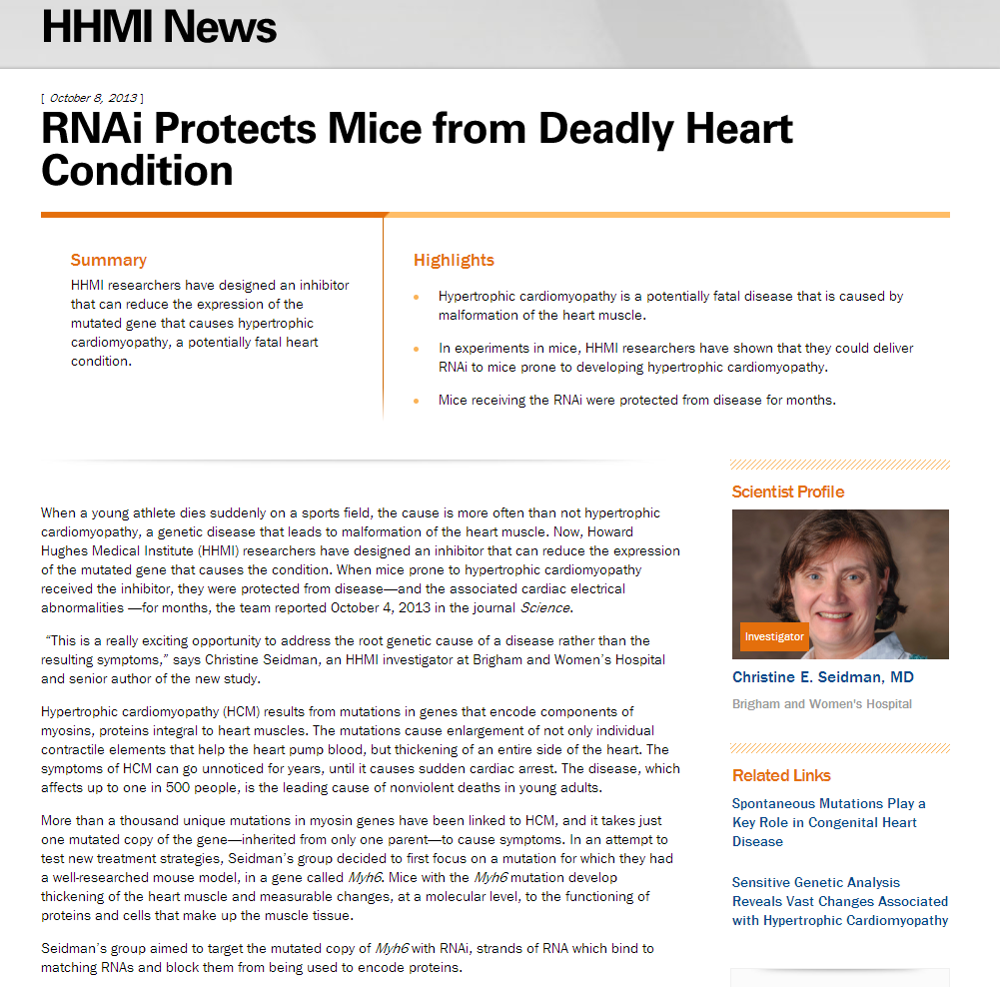 HHMI News
[ October 8, 2013 ]
RNAi Protects Mice from Deadly Heart
Condition
Summary
HHMI researchers have designed an inhibitor
that can reduce the expression of the
mutated gene that causes hypertrophic
cardiomyopathy, a potentially fatal heart
condition.
Highlights
Hypertrophic cardiomyopathy is a potentially fatal disease that is caused by
malformation of the heart muscle.
In experiments in mice, HHMI researchers have shown that they could deliver
RNAi to mice prone to developing hypertrophic cardiomyopathy.
Mice receiving the RNAi were protected from disease for months.
When a young athlete dies suddenly on a sports field, the cause is more often than not hypertrophic
cardiomyopathy, a genetic disease that leads to malformation of the heart muscle. Now, Howard
Hughes Medical Institute (HHMI) researchers have designed an inhibitor that can reduce the expression
of the mutated gene that causes the condition. When mice prone to hypertrophic cardiomyopathy
received the inhibitor, they were protected from disease—and the associated cardiac electrical
abnormalities —for months, the team reported October 4, 2013 in the journal Science.
“This is a really exciting opportunity to address the root genetic cause of a disease rather than the
resulting symptoms,” says Christine Seidman, an HHMI investigator at Brigham and Women’s Hospital
and senior author of the new study.
Hypertrophic cardiomyopathy (HCM) results from mutations in genes that encode components of
myosins, proteins integral to heart muscles. The mutations cause enlargement of not only individual
contractile elements that help the heart pump blood, but thickening of an entire side of the heart. The
symptoms of HCM can go unnoticed for years, until it causes sudden cardiac arrest. The disease, which
affects up to one in 500 people, is the leading cause of nonviolent deaths in young adults.
More than a thousand unique mutations in myosin genes have been linked to HCM, and it takes just
one mutated copy of the gene—inherited from only one parent—to cause symptoms. In an attempt to
test new treatment strategies, Seidman’s group decided to first focus on a mutation for which they had
a well-researched mouse model, in a gene called Myh6. Mice with the Myh6 mutation develop
thickening of the heart muscle and measurable changes, at a molecular level, to the functioning of
proteins and cells that make up the muscle tissue.
Seidman’s group aimed to target the mutated copy of Myh6 with RNAi, strands of RNA which bind to
matching RNAs and block them from being used to encode proteins.
Scientist Profile
Investigator
Christine E. Seidman, MD
Brigham and Women's Hospital
Related Links
Spontaneous Mutations Play a
Key Role in Congenital Heart
Disease
Sensitive Genetic Analysis
Reveals Vast Changes Associated
with Hypertrophic Cardiomyopathy